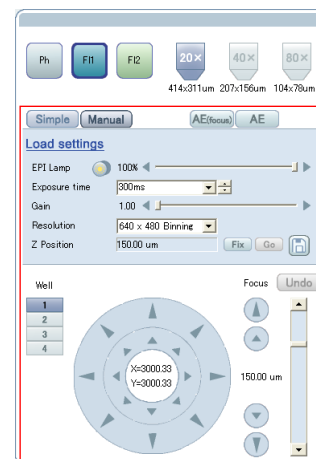 Ph Fl1 Fl2 20× 40× 80×
414x311um 207x156um 104x78um
Simple Manual AE(focus) AE
Load settings
EPI Lamp 100%
Exposure time 300ms
Gain 1.00
Resolution 640 x 480 Binning
Z Position 150.00 um Fix Go
Well Focus Undo
1
2
3
4
X=3000.33
Y=3000.33
150.00 um